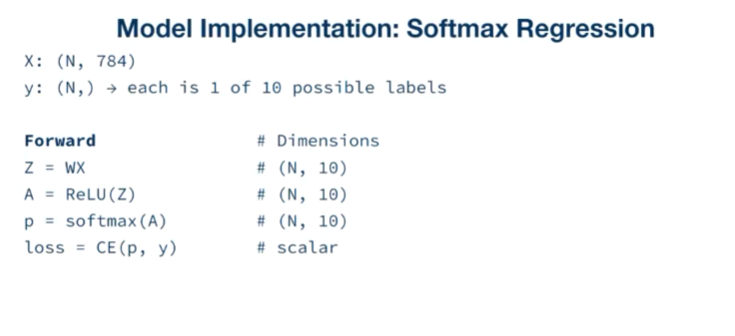 Model Implementation: Softmax Regression
X: (N, 784)
y: (N,) → each is 1 of 10 possible labels
Forward # Dimensions
Z = WX # (N, 10)
A = ReLU(Z) # (N, 10)
p = softmax(A) # (N, 10)
loss = CE(p, y) # scalar